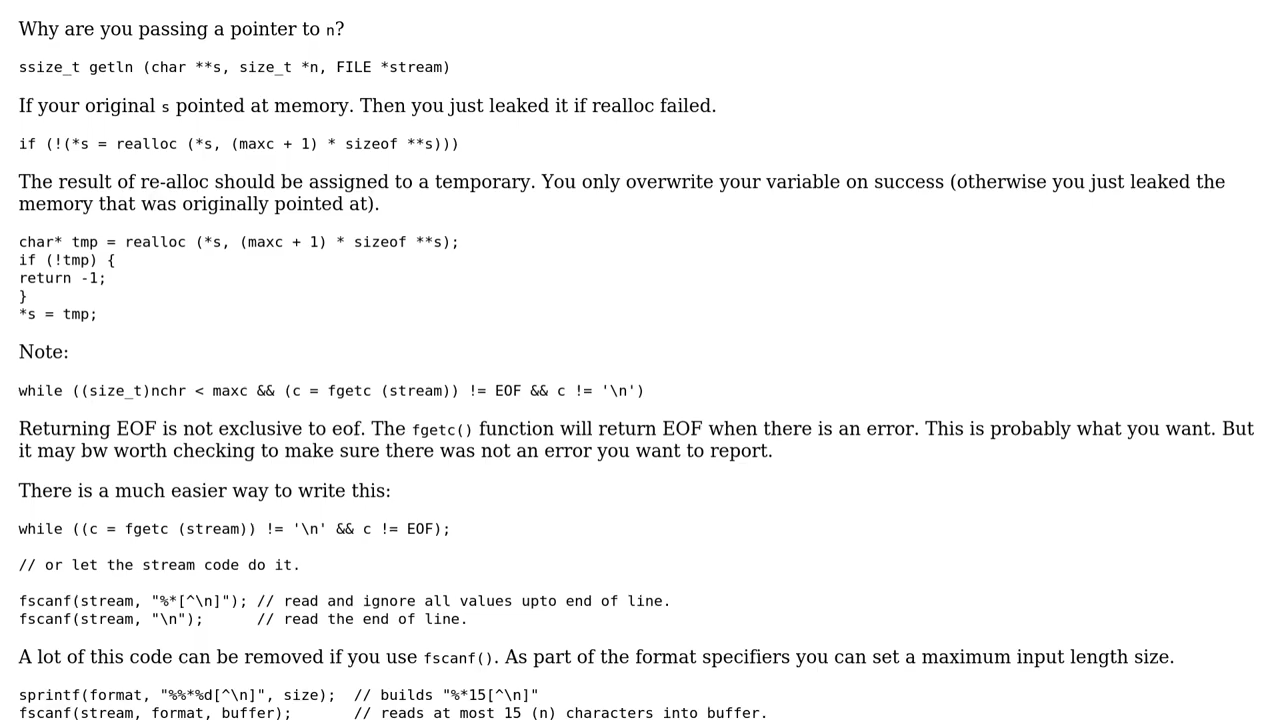 Why are you passing a pointer to n?
ssize_t getln (char **s, size_t *n, FILE *stream)
If your original s pointed at memory. Then you just leaked it if realloc failed.
if (!(*s = realloc (*s, (maxc + 1) * sizeof **s)))
The result of re-alloc should be assigned to a temporary. You only overwrite your variable on success (otherwise you just leaked the
memory that was originally pointed at).
char* tmp = realloc (*s, (maxc + 1) * sizeof **s);
if (!tmp) {
return -1;
}
*s = tmp;
Note:
while ((size_t)nchr < maxc && (c = fgetc (stream)) != EOF && c != '\n')
Returning EOF is not exclusive to eof. The fgetc() function will return EOF when there is an error. This is probably what you want. But
it may bw worth checking to make sure there was not an error you want to report.
There is a much easier way to write this:
while ((c = fgetc (stream)) != '\n' && c != EOF);
// or let the stream code do it.
fscanf(stream, "%*[^\n]"); // read and ignore all values upto end of line.
fscanf(stream, "\n");      // read the end of line.
A lot of this code can be removed if you use fscanf(). As part of the format specifiers you can set a maximum input length size.
sprintf(format, "%%*%d[^\n]", size);  // builds "%*15[^\n]"
fscanf(stream, format, buffer);       // reads at most 15 (n) characters into buffer.